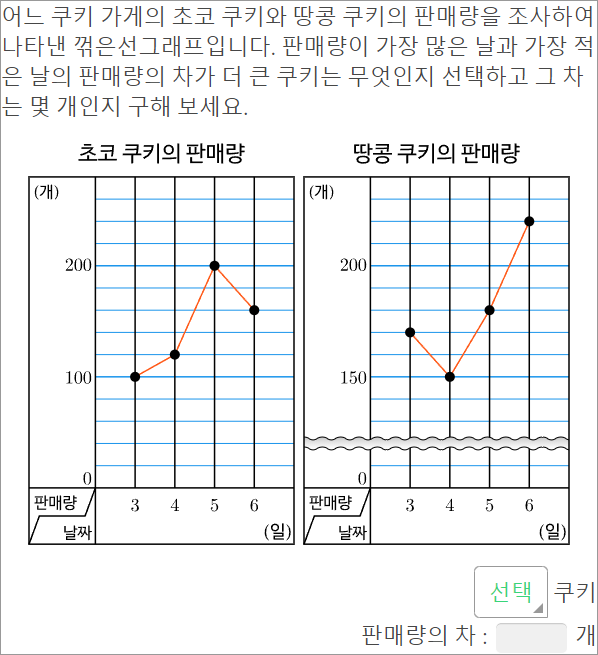 어느 쿠키 가게의 초코 쿠키와 땅콩 쿠키의 판매량을 조사하여
나타낸 꺾은선그래프입니다. 판매량이 가장 많은 날과 가장 적
은 날의 판매량의 차가 더 큰 쿠키는 무엇인지 선택하고 그 차
는 몇 개인지 구해 보세요.
초코 쿠키의 판매량
(개)
200
100
0
판매량
날짜
3 4 5 6
(일)
땅콩 쿠키의 판매량
(개)
200
150
0
판매량
날짜
3 4 5 6
(일)
선택 쿠키
판매량의 차 : 개